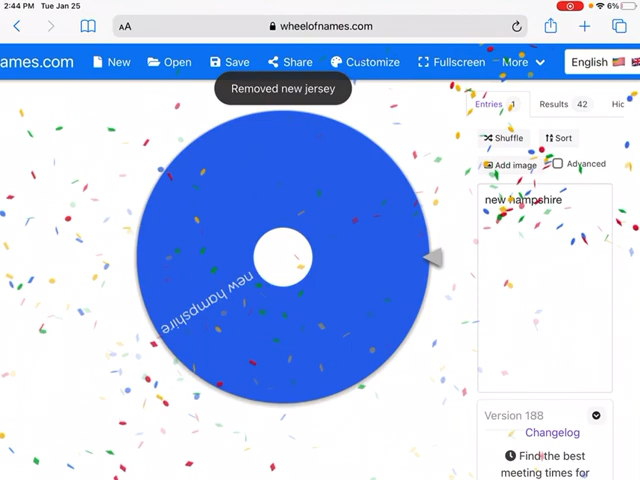 2:44 PM Tue Jan 25
6%
AA
wheelofnames.com
ames.com
New
Open
Save
Share
Customize
Fullscreen
More
English
Removed new jersey
Entries 1
Results 42
Hid
Shuffle
Sort
Add image
Advanced
new hampshire
new hampshire
Version 188
Changelog
Find the best
meeting times for